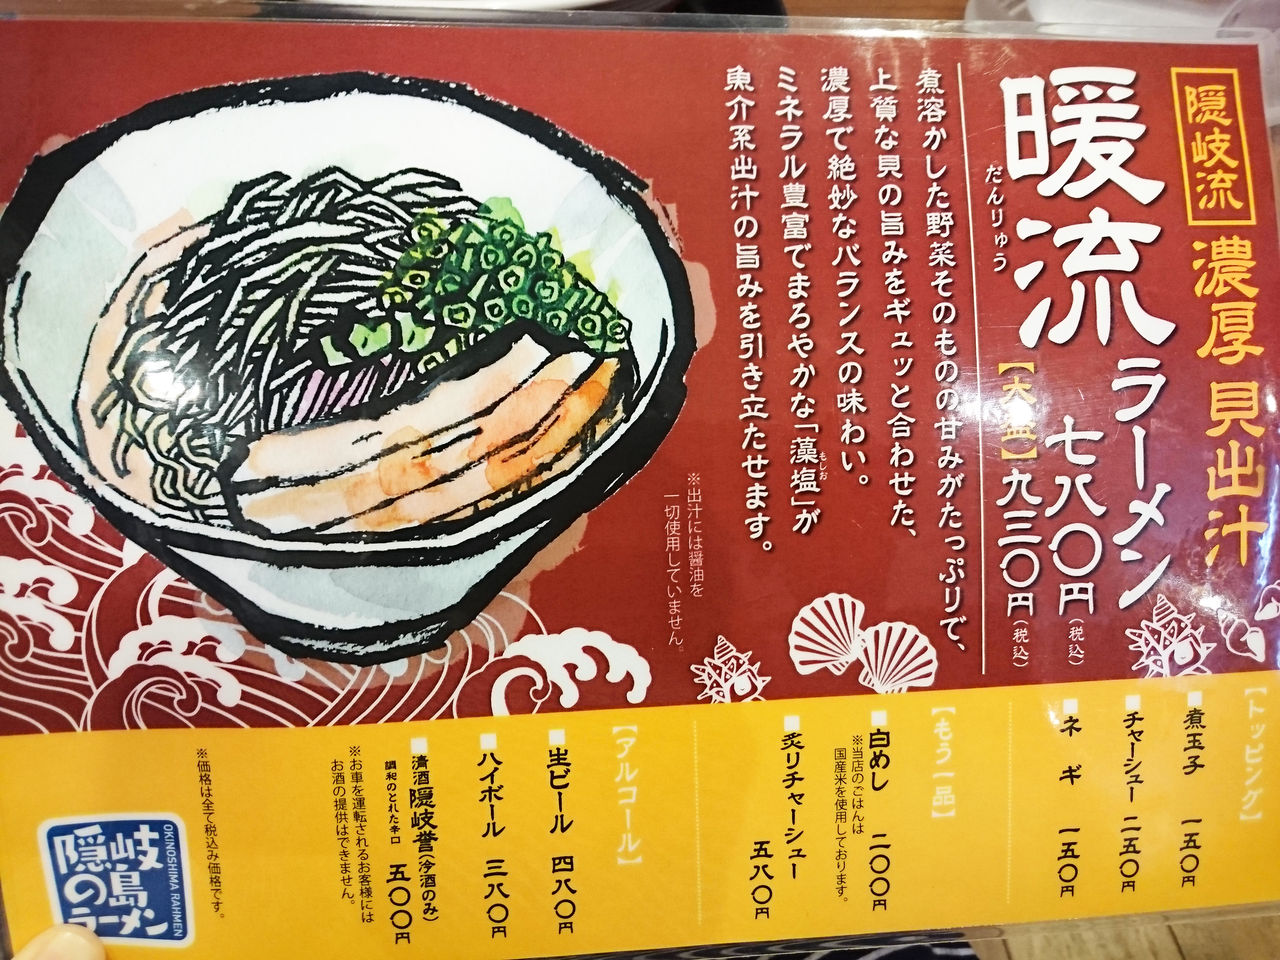 隠岐流
濃厚貝出汁
暖流ラーメン
だんりゅう
七八〇円(税込)
【大盛】九三〇円(税込)
煮溶かした野菜そのものの甘みがたっぷりで、
上質な貝の旨みをギュッと合わせた、
濃厚で絶妙なバランスの味わい。
ミネラル豊富でまろやかな「藻塩」が
もしお
魚介系出汁の旨みを引き立たせます。
※出汁には醤油を
一切使用していません。
【トッピング】
■煮玉子 一五〇円
■チャーシュー 二五〇円
■ネギ 一五〇円
【もう一品】
■白めし 二〇〇円
※当店のごはんは
国産米を使用しております。
■炙りチャーシュー 五八〇円
【アルコール】
■生ビール 四八〇円
■ハイボール 三八〇円
■清酒隠岐誉(冷酒のみ)
調和のとれた辛口 五〇〇円
※お車を運転されるお客様には
お酒の提供はできません。
※価格は全て税込み価格です。
隠岐の島ラーメン
OKINOSHIMA RAHMEN